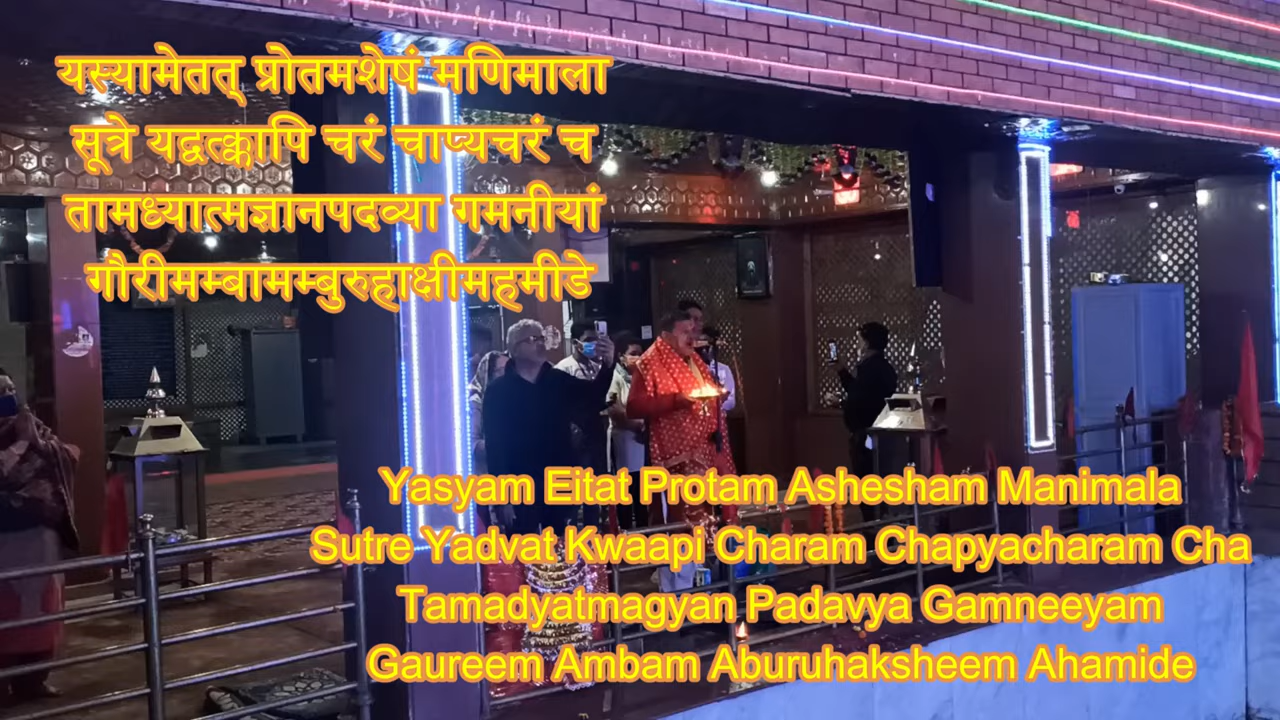 यस्यामेतत् प्रोतमशेषं मणिमाला
सूत्रे यद्वत्क्वापि चरं चाप्यचरं च
तामध्यात्मज्ञानपदव्या गमनीयां
गौरीमम्बामम्बुरुहाक्षीमहमीडे
Yasyam Eitat Protam Ashesham Manimala
Sutre Yadvat Kwaapi Charam Chapyacharam Cha
Tamadyatmagyan Padavya Gamneeyam
Gaureem Ambam Aburuhaksheem Ahamide